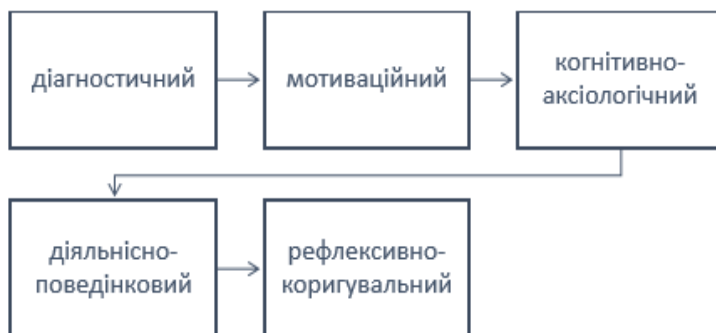 діагностичний
мотиваційний
когнітивно-
аксіологічний
діяльнісно-
поведінковий
рефлексивно-
коригувальний